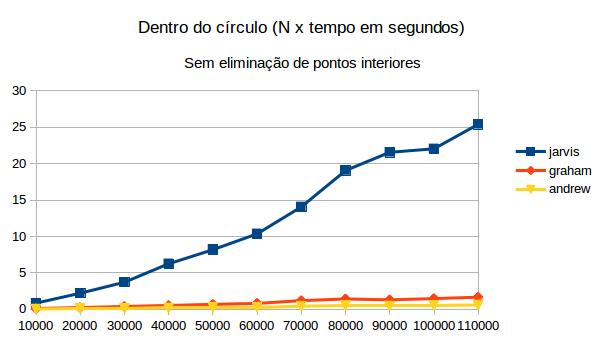 Dentro do círculo (N x tempo em segundos)
Sem eliminação de pontos interiores
30
25
20
15
10
5
0
10000 20000 30000 40000 50000 60000 70000 80000 90000 100000 110000
jarvis
graham
andrew